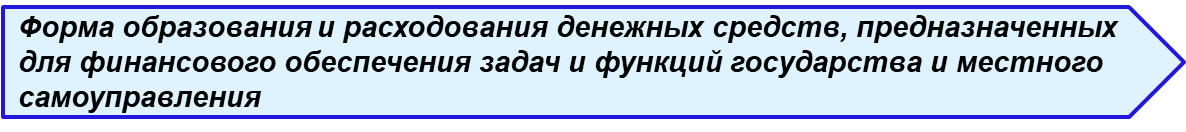 Форма образования и расходования денежных средств, предназначенных
для финансового обеспечения задач и функций государства и местного
самоуправления